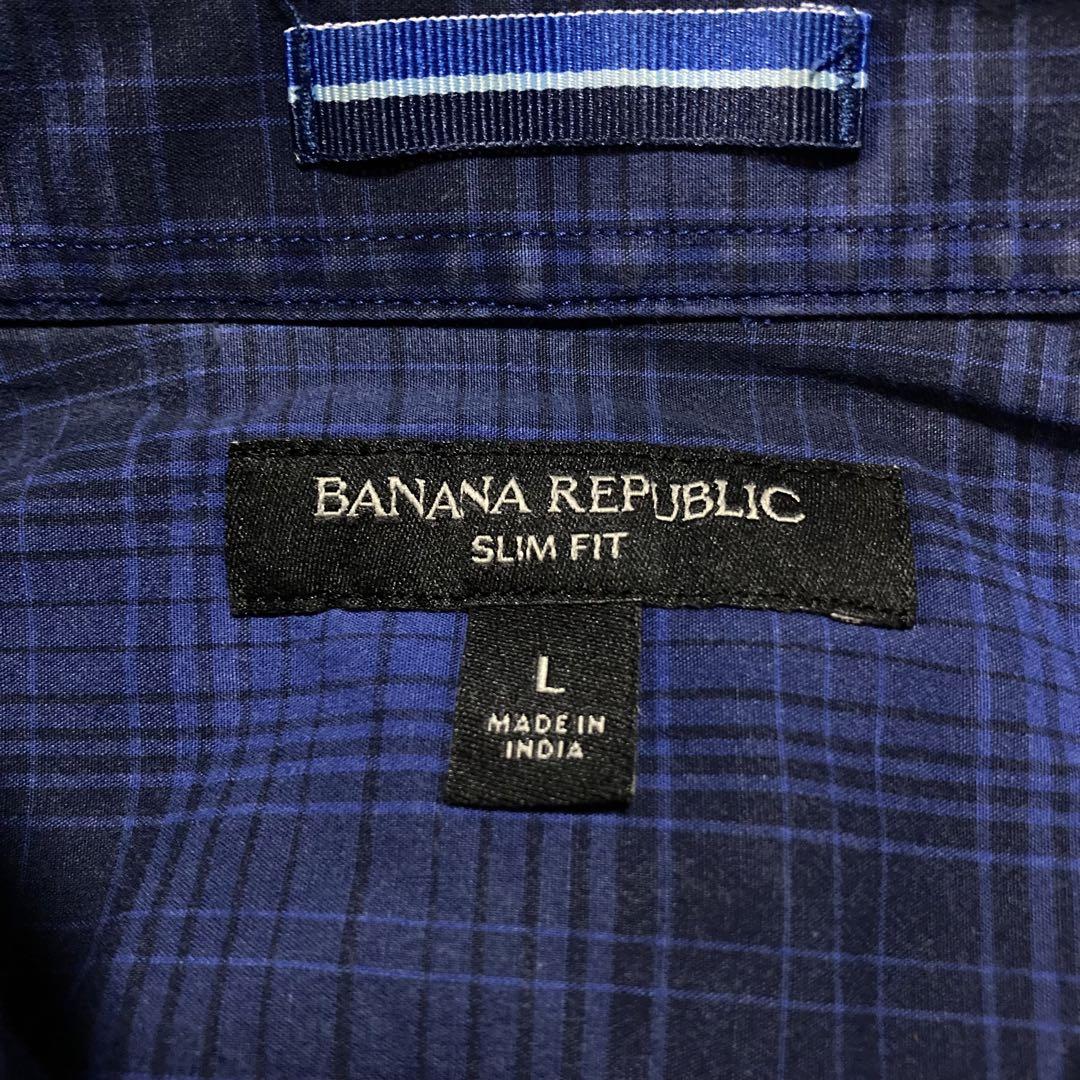 BANANA REPUBLIC
SLIM FIT
L
MADE IN
INDIA